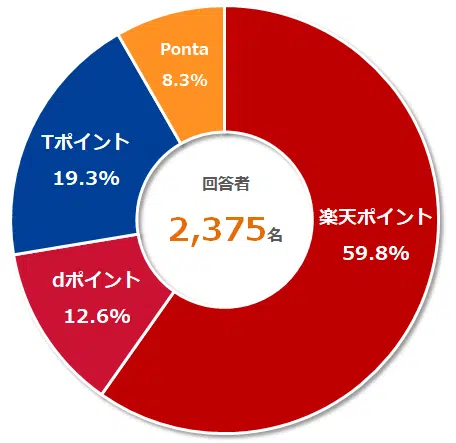 Ponta
8.3%
Tポイント
19.3%
回答者
2,375名
楽天ポイント
59.8%
dポイント
12.6%